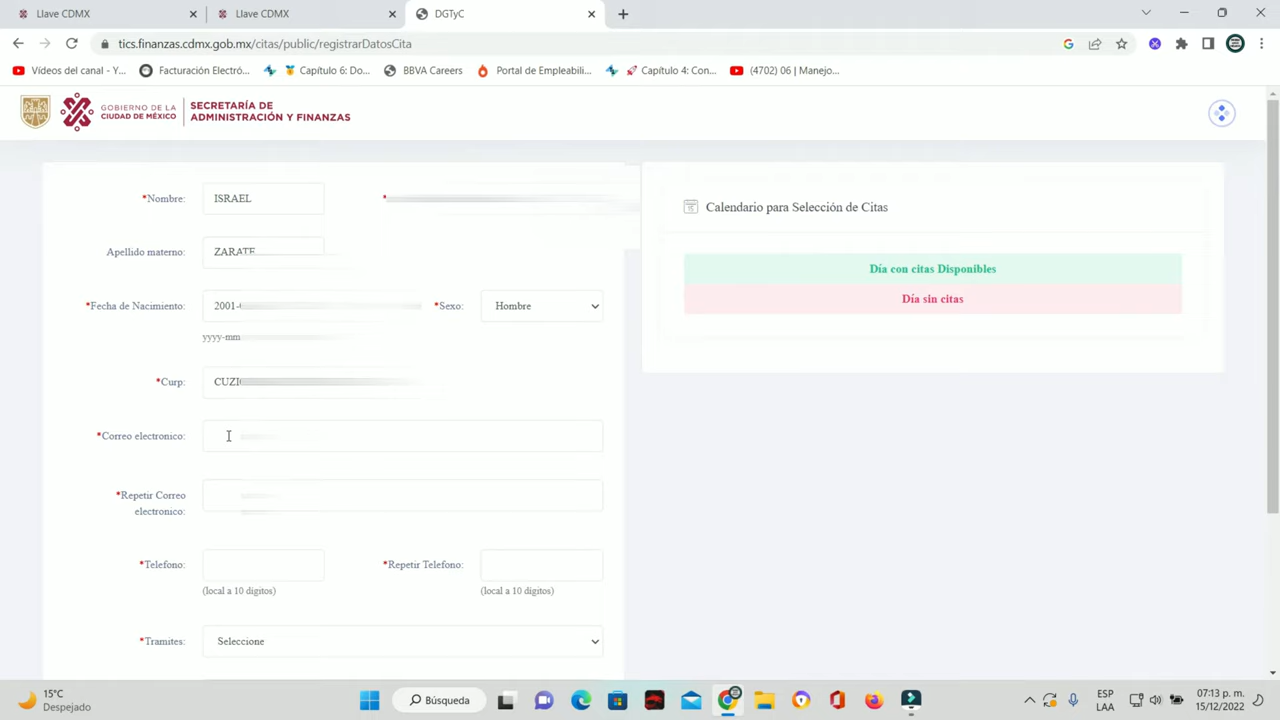 Llave CDMX
Llave CDMX
DGTyC
tics.finanzas.cdmx.gob.mx/citas/public/registrarDatosCita
Vídeos del canal - Y...
Facturación Electró...
Capítulo 6: Do...
BBVA Careers
Portal de Empleabili...
Capítulo 4: Con...
(4702) 06 | Manejo...
GOBIERNO DE LA
CIUDAD DE MÉXICO
SECRETARÍA DE
ADMINISTRACIÓN Y FINANZAS
*Nombre: ISRAEL *
Apellido materno: ZARATE
*Fecha de Nacimiento: 2001- *Sexo: Hombre
yyyy-mm
*Curp: CUZI
*Correo electronico:
*Repetir Correo
electronico:
*Telefono: *Repetir Telefono:
(local a 10 digitos) (local a 10 digitos)
*Tramites: Seleccione
Calendario para Selección de Citas
Día con citas Disponibles
Día sin citas
15°C
Despejado
Búsqueda
ESP
LAA
07:13 p. m.
15/12/2022